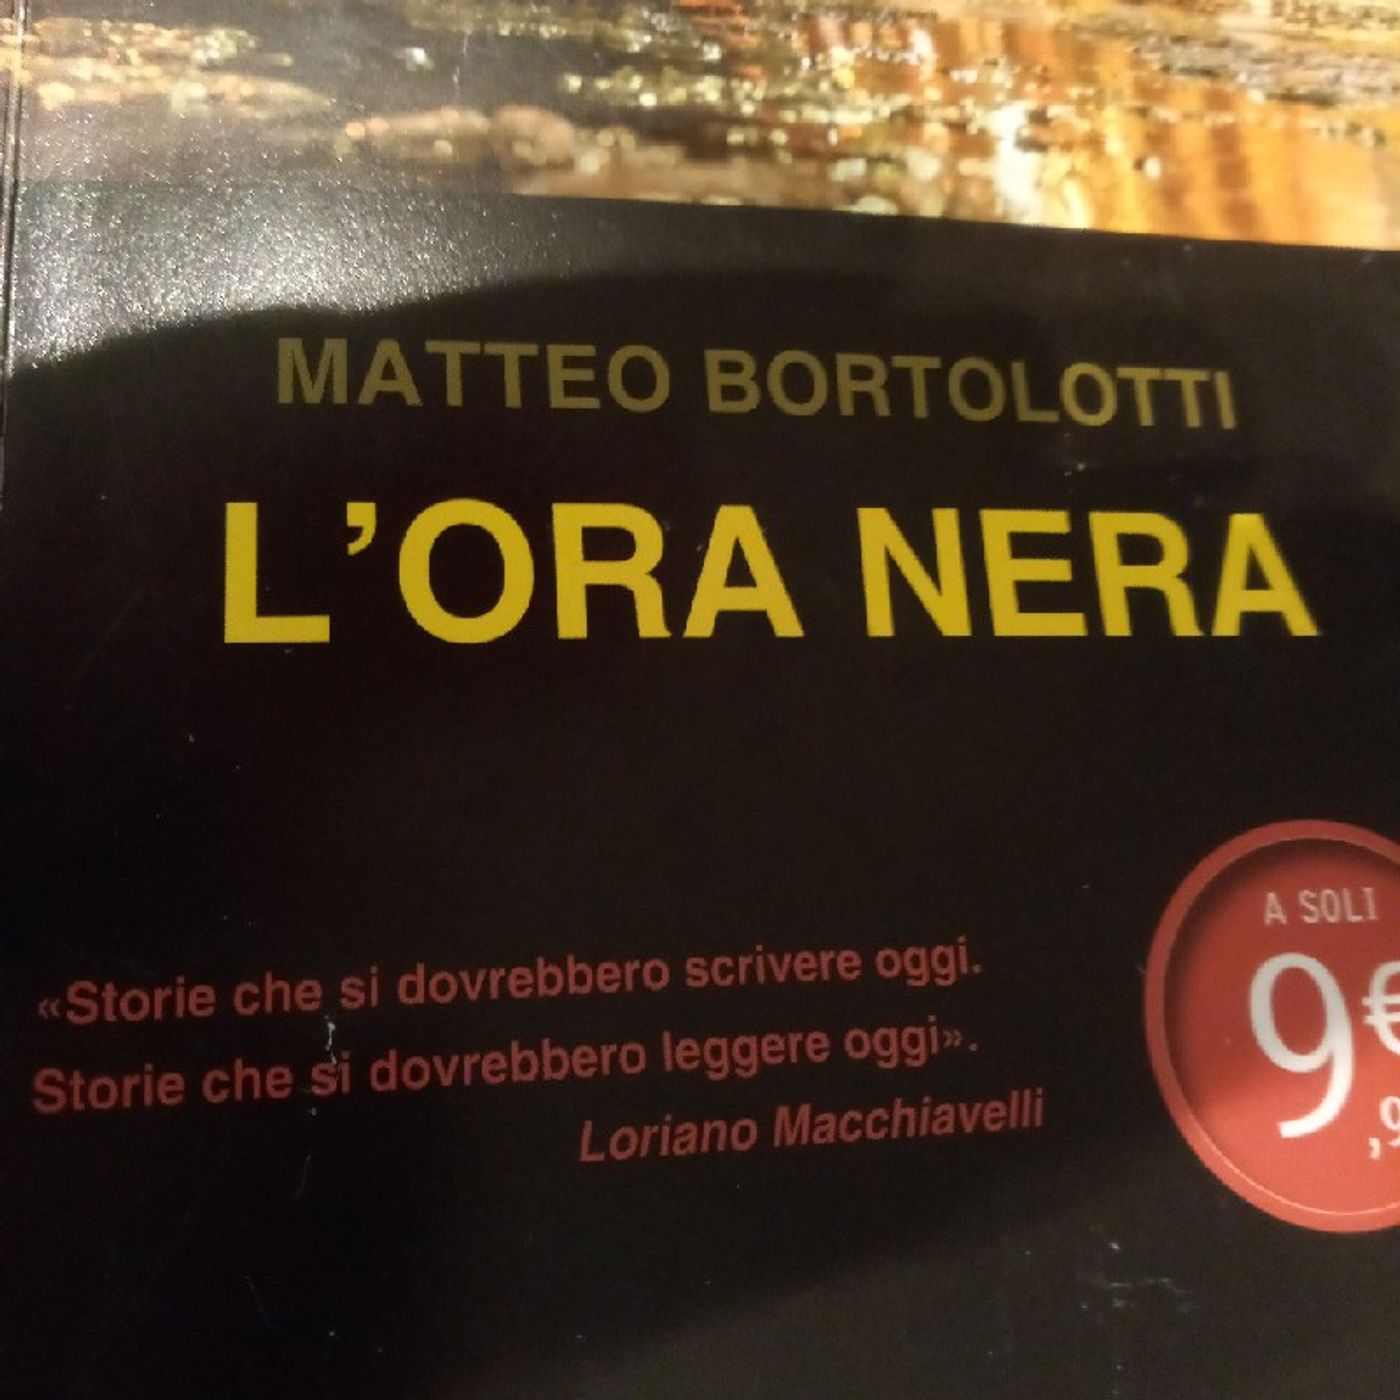 MATTEO BORTOLOTTI
L'ORA NERA
«Storie che si dovrebbero scrivere oggi.
Storie che si dovrebbero leggere oggi».
Loriano Macchiavelli
A SOLI
9€
,9